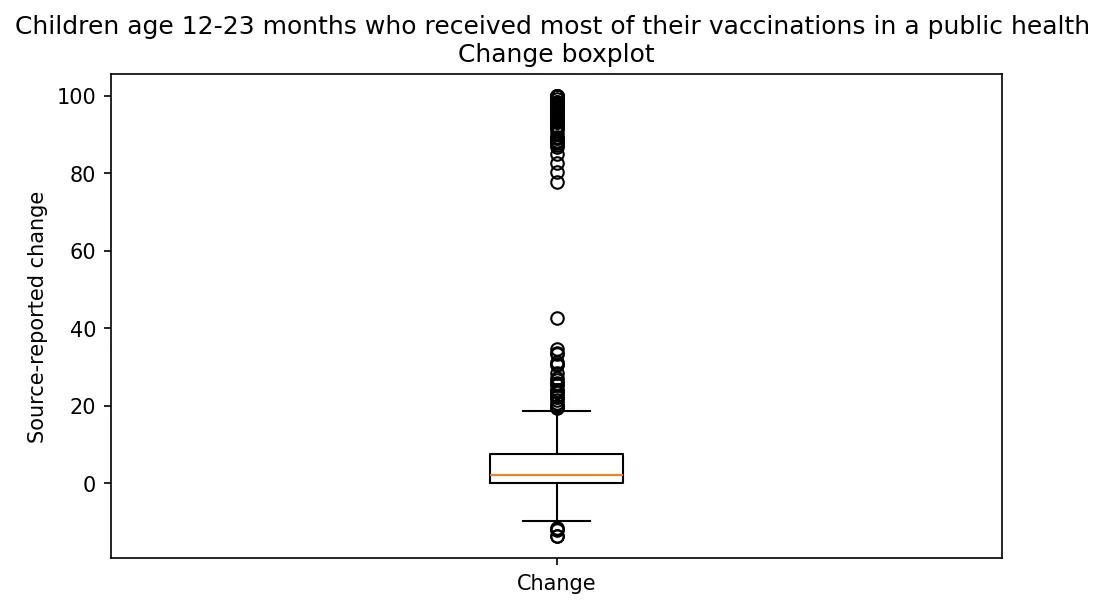 Children age 12-23 months who received most of their vaccinations in a public health
Change boxplot
Source-reported change
100
80
60
40
20
0
Change